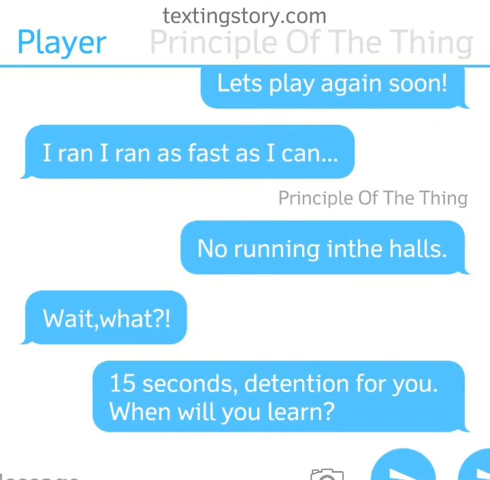 textingstory.com
Player Principle Of The Thing
Lets play again soon!
I ran I ran as fast as I can...
Principle Of The Thing
No running inthe halls.
Wait,what?!
15 seconds, detention for you.
When will you learn?